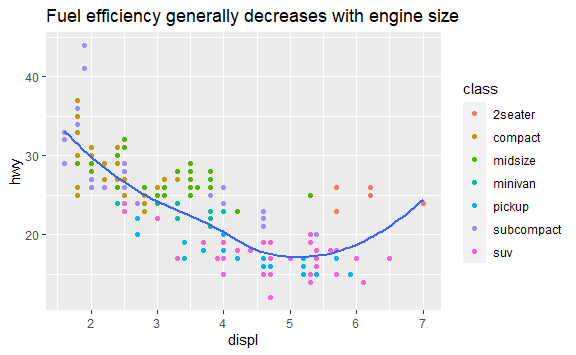 Fuel efficiency generally decreases with engine size
40
30
20
hwy
2 3 4 5 6 7
displ
class
2seater
compact
midsize
minivan
pickup
subcompact
suv